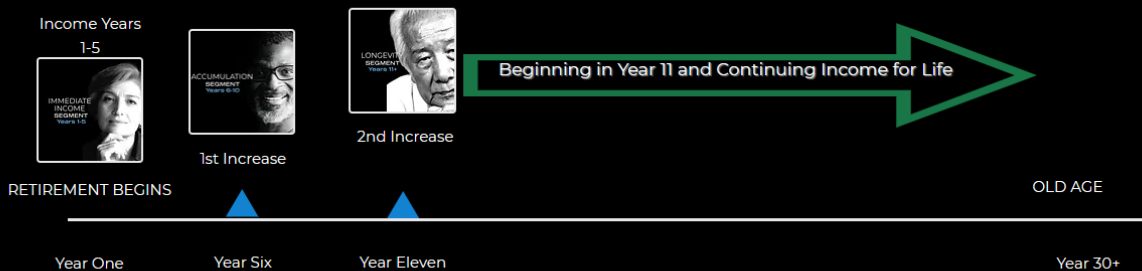 Income Years
1-5
IMMEDIATE
INCOME
SEGMENT
Years 1-5
RETIREMENT BEGINS
ACCUMULATION
SEGMENT
Years 6-10
1st Increase
LONGEVITY
SEGMENT
Years 11+
2nd Increase
Beginning in Year 11 and Continuing Income for Life
OLD AGE
Year One
Year Six
Year Eleven
Year 30+